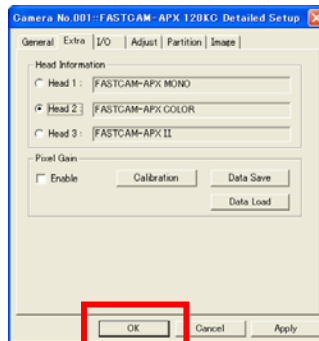 Camera No.001::FASTCAM-APX 120KC Detailed Setup
General Extra I/O Adjust Partition Image
Head Information
Head 1 : FASTCAM-APX MONO
Head 2 : FASTCAM-APX COLOR
Head 3 : FASTCAM-APX II
Pixel Gain
Enable Calibration Data Save
Data Load
OK Cancel Apply